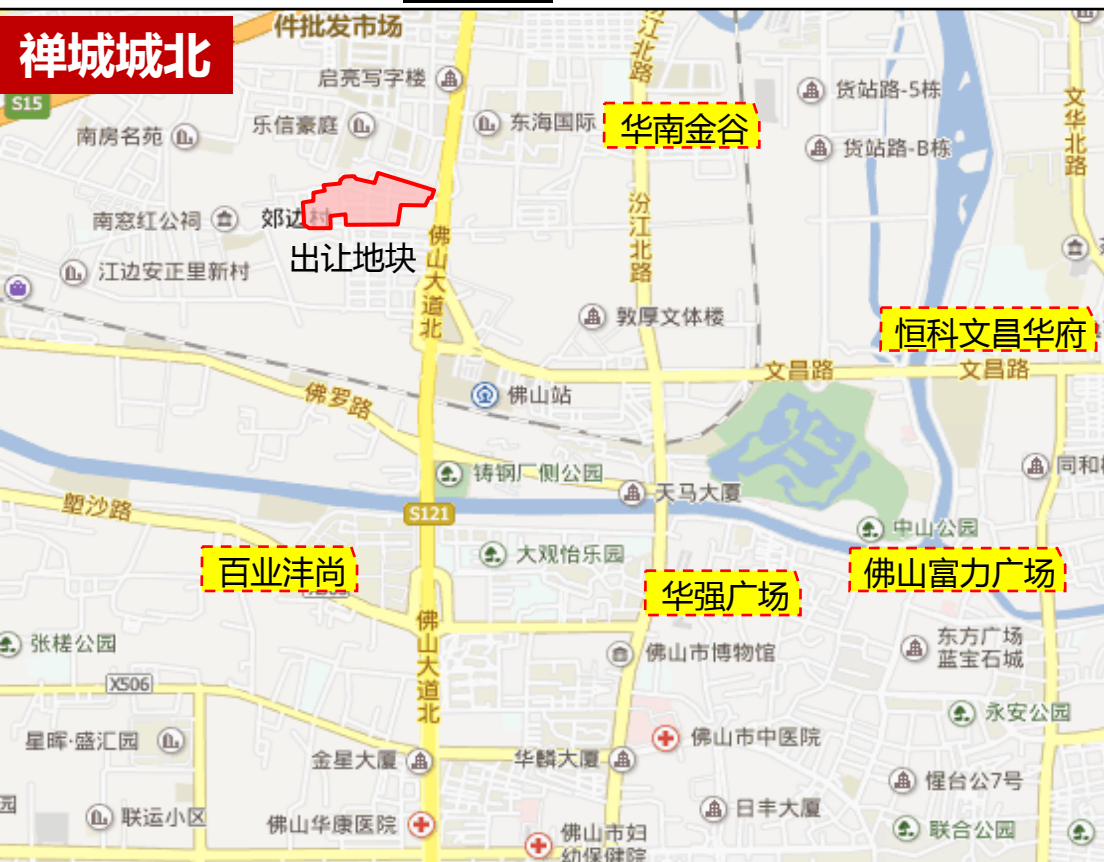 禅城城北
件批发市场
汾江北路
启亮写字楼
货站路-5栋
S15
文华北路
南房名苑
乐信豪庭
东海国际
华南金谷
货站路-B栋
南窓红公祠
郊边村
汾江北路
佛山大道北
出让地块
江边安正里新村
敦厚文体楼
恒科文昌华府
文昌路
文昌路
佛罗路
佛山站
铸钢厂侧公园
同和
天马大厦
塱沙路
S121
中山公园
大观怡乐园
百业沣尚
华强广场
佛山富力广场
佛山大道北
张槎公园
佛山市博物馆
东方广场
蓝宝石城
X506
永安公园
星晖·盛汇园
佛山市中医院
金星大厦
华麟大厦
惺台公7号
园
联运小区
佛山华康医院
日丰大厦
联合公园
佛山市妇
幼保健院